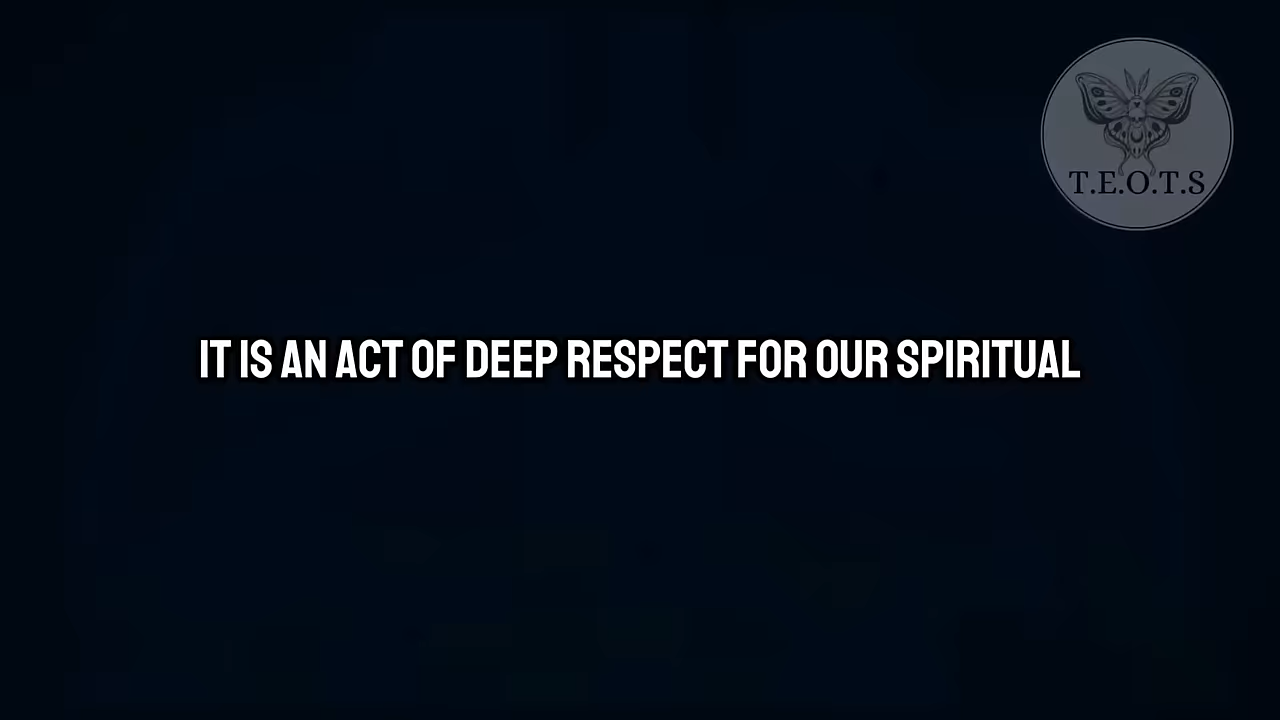 T.E.O.T.S
IT IS AN ACT OF DEEP RESPECT FOR OUR SPIRITUAL